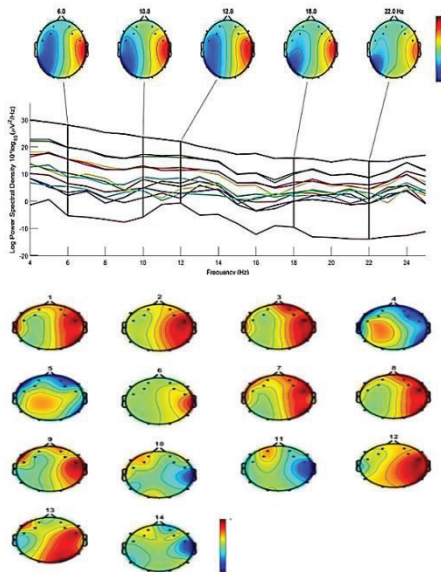 6.0 10.0 12.0 18.0 22.0 Hz
Log Power Spectral Density 10*log₁₀(μV²/Hz)
30
20
10
0
-10
-20
4 6 8 10 12 14 16 18 20 22 24
Frequency (Hz)
1 2 3 4
5 6 7 8
9 10 11 12
13 14